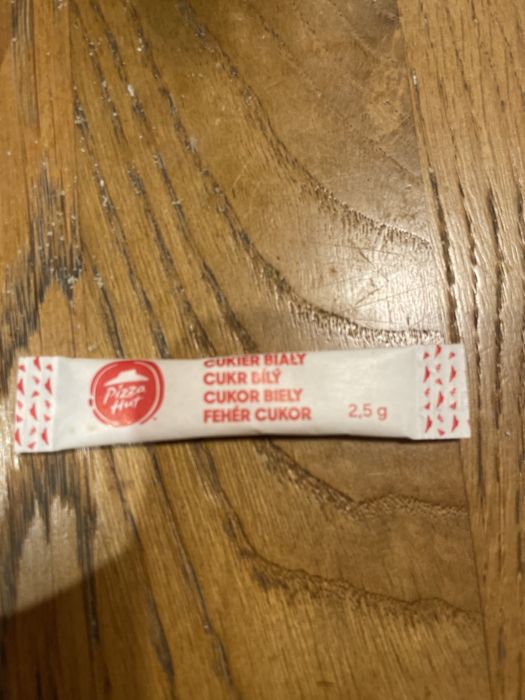 Pizza
Hut
CUKIER BIAŁY
CUKR BÍLÝ
CUKOR BIELY
FEHÉR CUKOR
2,5 g